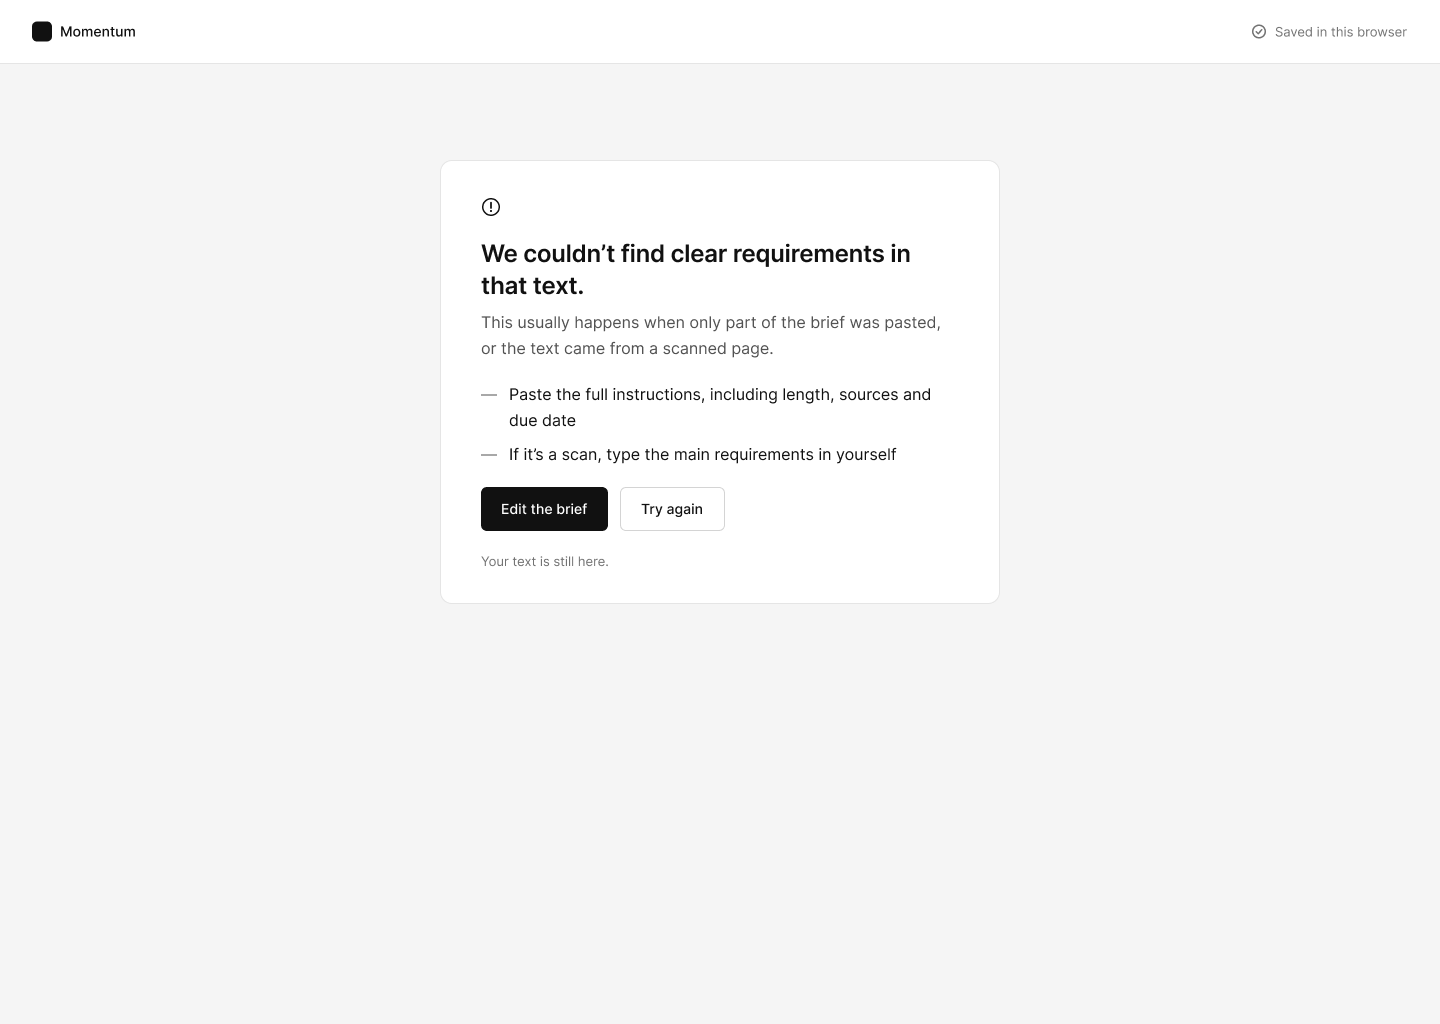 Momentum
Saved in this browser
We couldn’t find clear requirements in
that text.
This usually happens when only part of the brief was pasted,
or the text came from a scanned page.
— Paste the full instructions, including length, sources and
due date
— If it’s a scan, type the main requirements in yourself
Edit the brief
Try again
Your text is still here.